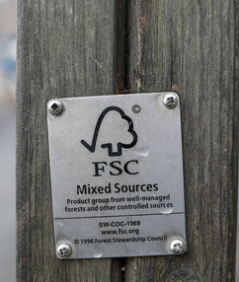 ©
FSC
Mixed Sources
Product group from well-managed
forests and other controlled sources
SW-COC-1069
www.fsc.org
© 1996 Forest Stewardship Council